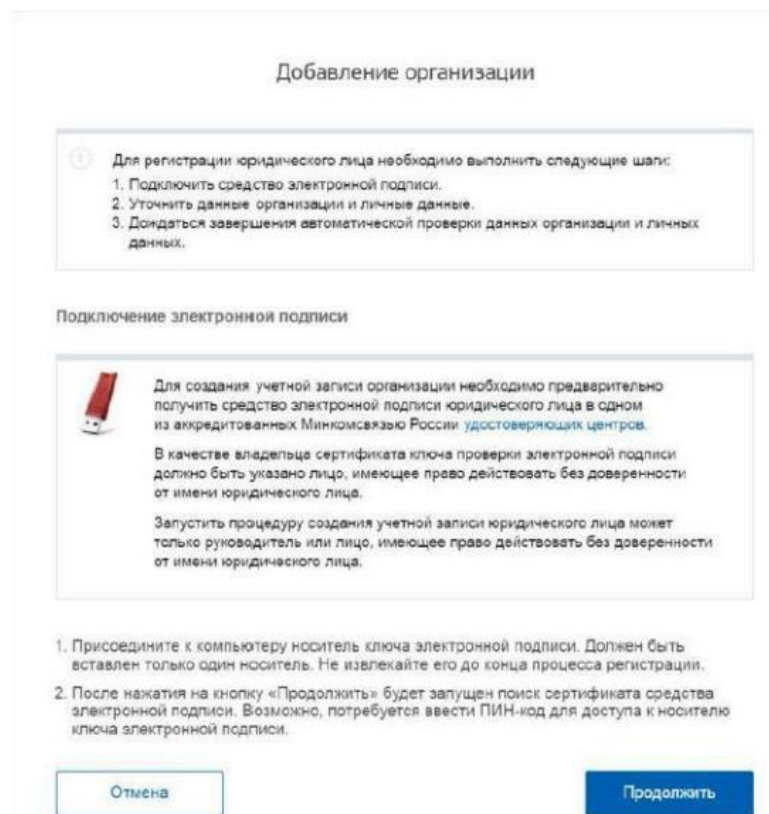 Добавление организации
Для регистрации юридического лица необходимо выполнить следующие шаги:
1. Подключить средство электронной подписи.
2. Уточнить данные организации и личные данные.
3. Дождаться завершения автоматической проверки данных организации и личных
данных.
Подключение электронной подписи
Для создания учетной записи организации необходимо предварительно
получить средство электронной подписи юридического лица в одном
из аккредитованных Минкомсвязью России удостоверяющих центров.
В качестве владельца сертификата ключа проверки электронной подписи
должно быть указано лицо, имеющее право действовать без доверенности
от имени юридического лица.
Запустить процедуру создания учетной записи юридического лица может
только руководитель или лицо, имеющее право действовать без доверенности
от имени юридического лица.
1. Присоедините к компьютеру носитель ключа электронной подписи. Должен быть
вставлен только один носитель. Не извлекайте его до конца процесса регистрации.
2. После нажатия на кнопку «Продолжить» будет запущен поиск сертификата средства
электронной подписи. Возможно, потребуется ввести ПИН-код для доступа к носителю
ключа электронной подписи.
Отмена
Продолжить